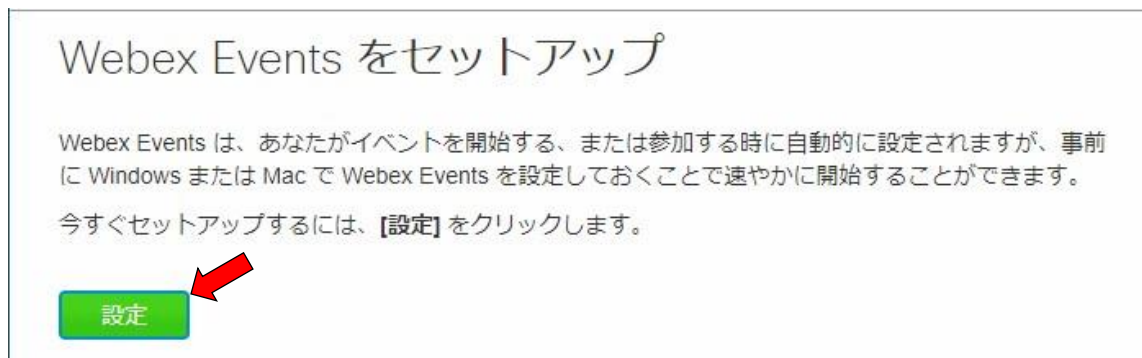 Webex Events をセットアップ
Webex Events は、あなたがイベントを開始する、または参加する時に自動的に設定されますが、事前
に Windows または Mac で Webex Events を設定しておくことで速やかに開始することができます。
今すぐセットアップするには、[設定] をクリックします。
設定